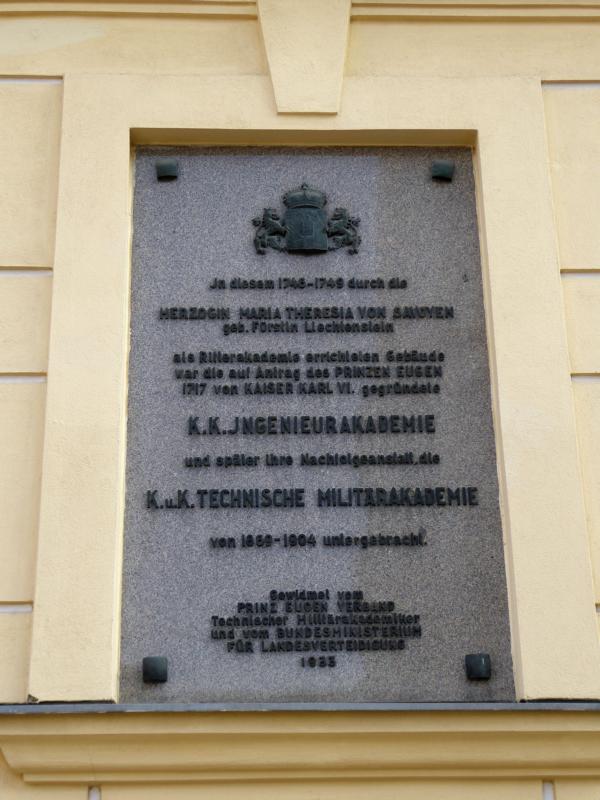 Jn diesem 1746-1749 durch die
HERZOGIN MARIA THERESIA VON SAVOYEN
geb. Fürstin Liechtenstein
als Ritterakademie errichteten Gebäude
war die auf Antrag des PRINZEN EUGEN
1717 von KAISER KARL VI. gegründete
K.K.JNGENIEURAKADEMIE
und später ihre Nachfolgeanstalt, die
K.u.K.TECHNISCHE MILITÄRAKADEMIE
von 1869-1904 untergebracht.
Gewidmet vom
PRINZ EUGEN VERBAND
Technischer Militärakademiker
und vom BUNDESMINISTERIUM
FÜR LANDESVERTEIDIGUNG
1933